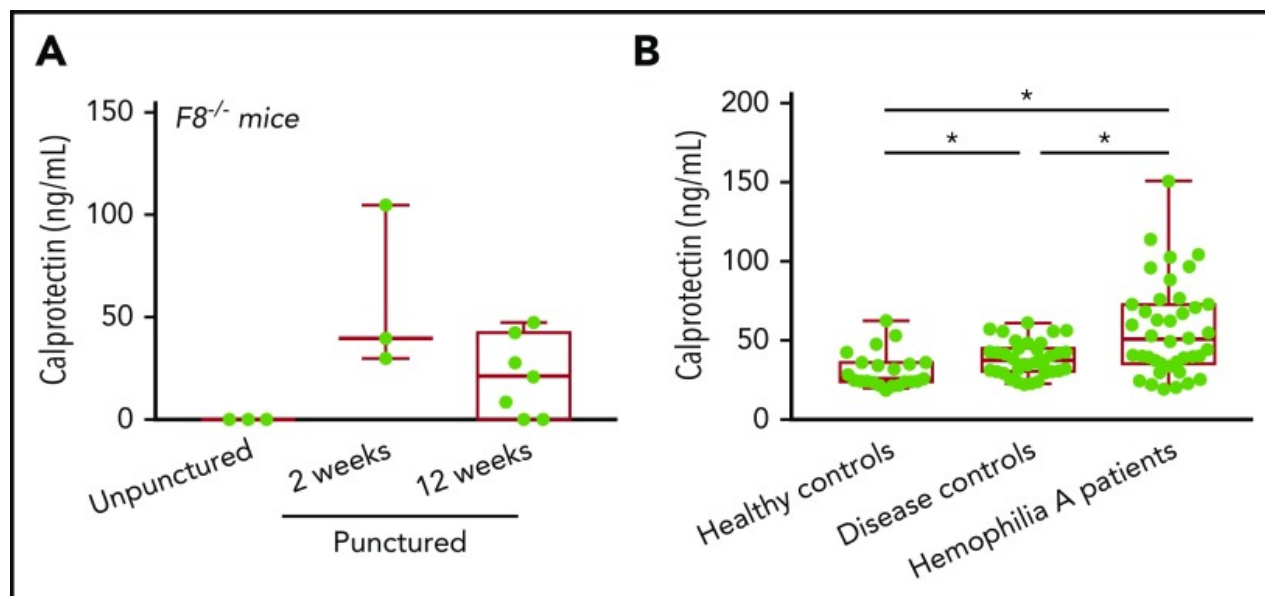 A
F8-/- mice
Calprotectin (ng/mL)
150
100
50
0
Unpunctured
2 weeks
12 weeks
Punctured
B
Calprotectin (ng/mL)
200
150
100
50
0
*
*
*
Healthy controls
Disease controls
Hemophilia A patients